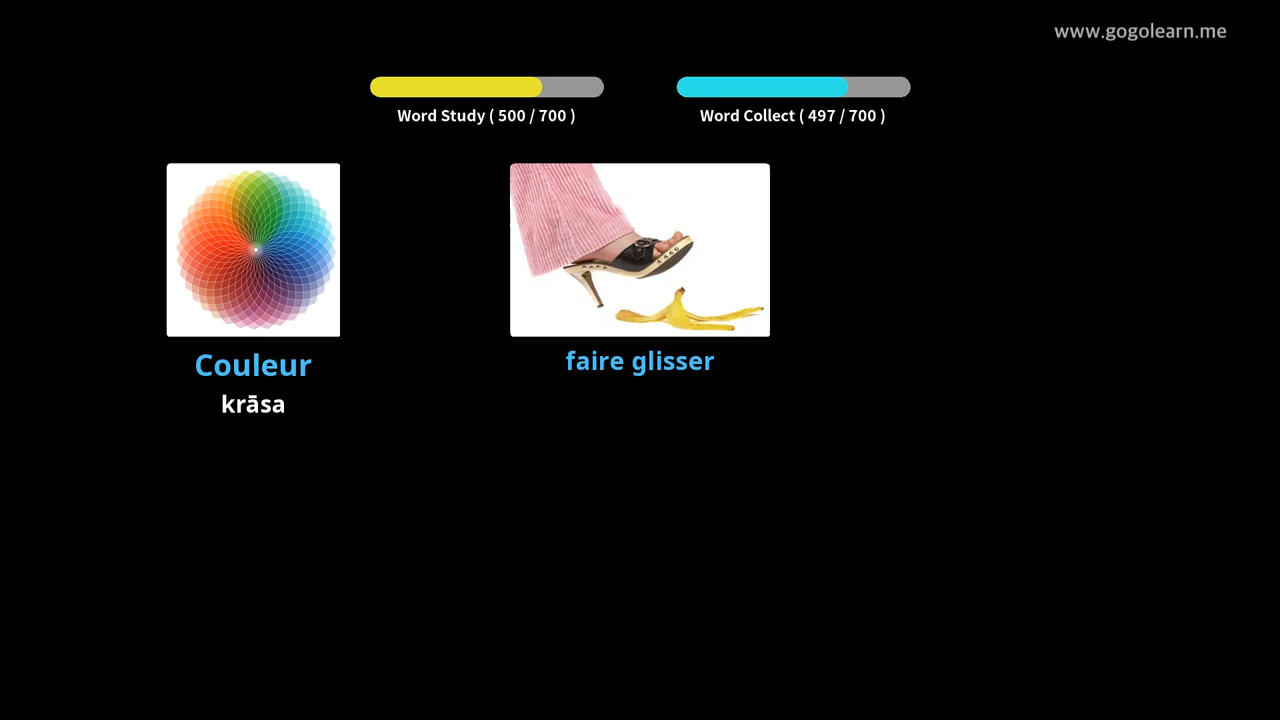 www.gogolearn.me
Word Study ( 500 / 700 )
Word Collect ( 497 / 700 )
Couleur
krāsa
faire glisser